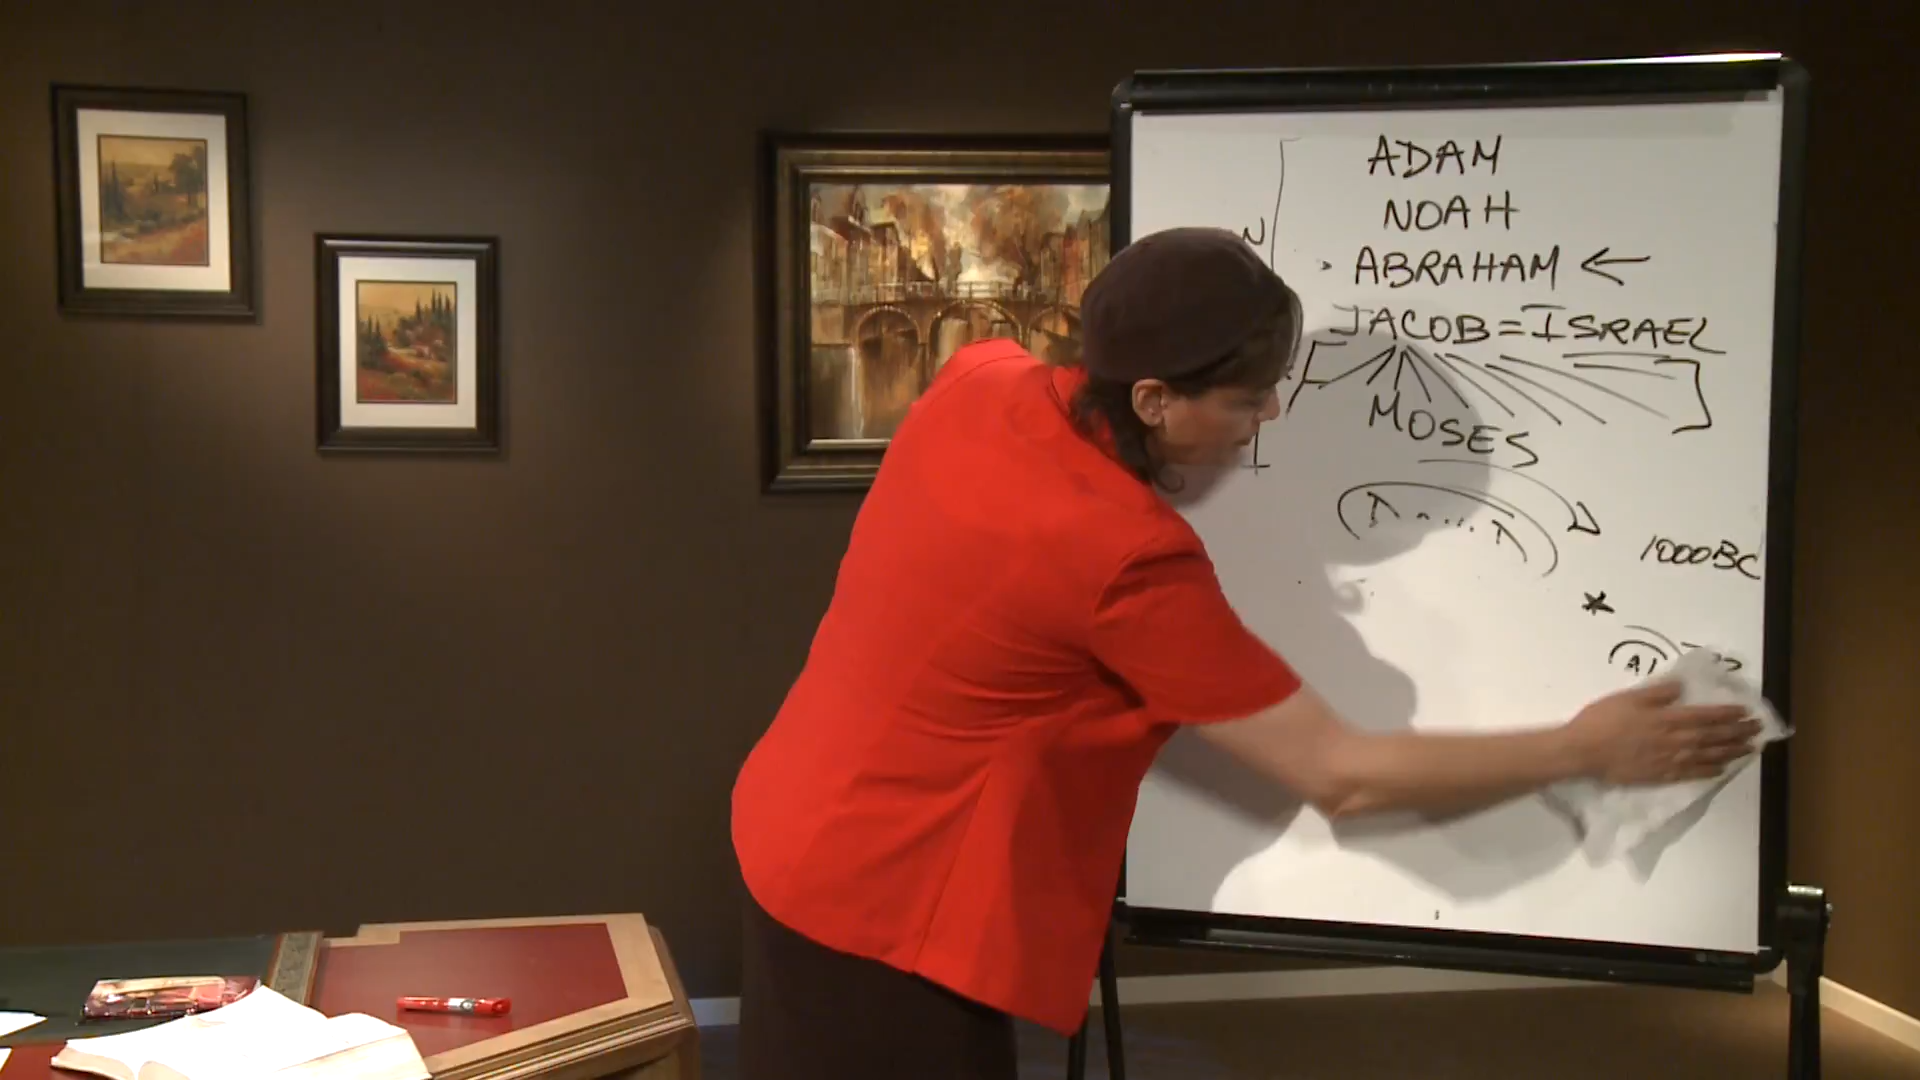 ADAM
NOAH
ABRAHAM
JACOB = ISRAEL
MOSES
1000BC